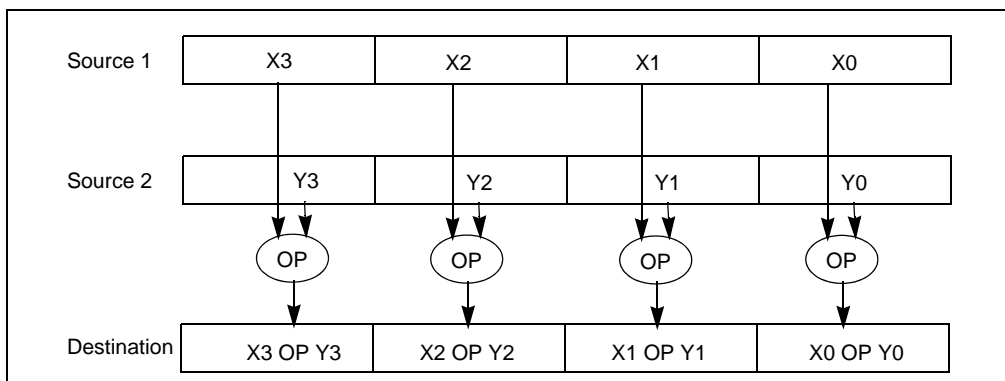 Source 1 X3 X2 X1 X0
Source 2 Y3 Y2 Y1 Y0
OP OP OP OP
Destination X3 OP Y3 X2 OP Y2 X1 OP Y1 X0 OP Y0